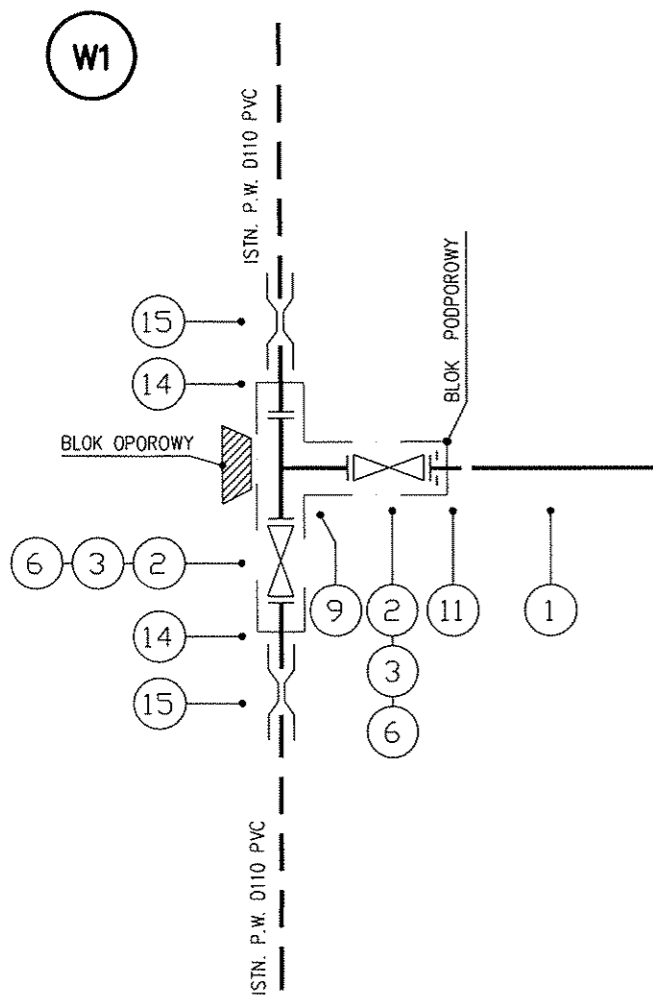 W1
ISTN. P.W. D110 PVC
BLOK PODPOROWY
15
14
BLOK OPOROWY
6 3 2
9 2 11 1
14
3
15
6
ISTN. P.W. D110 PVC